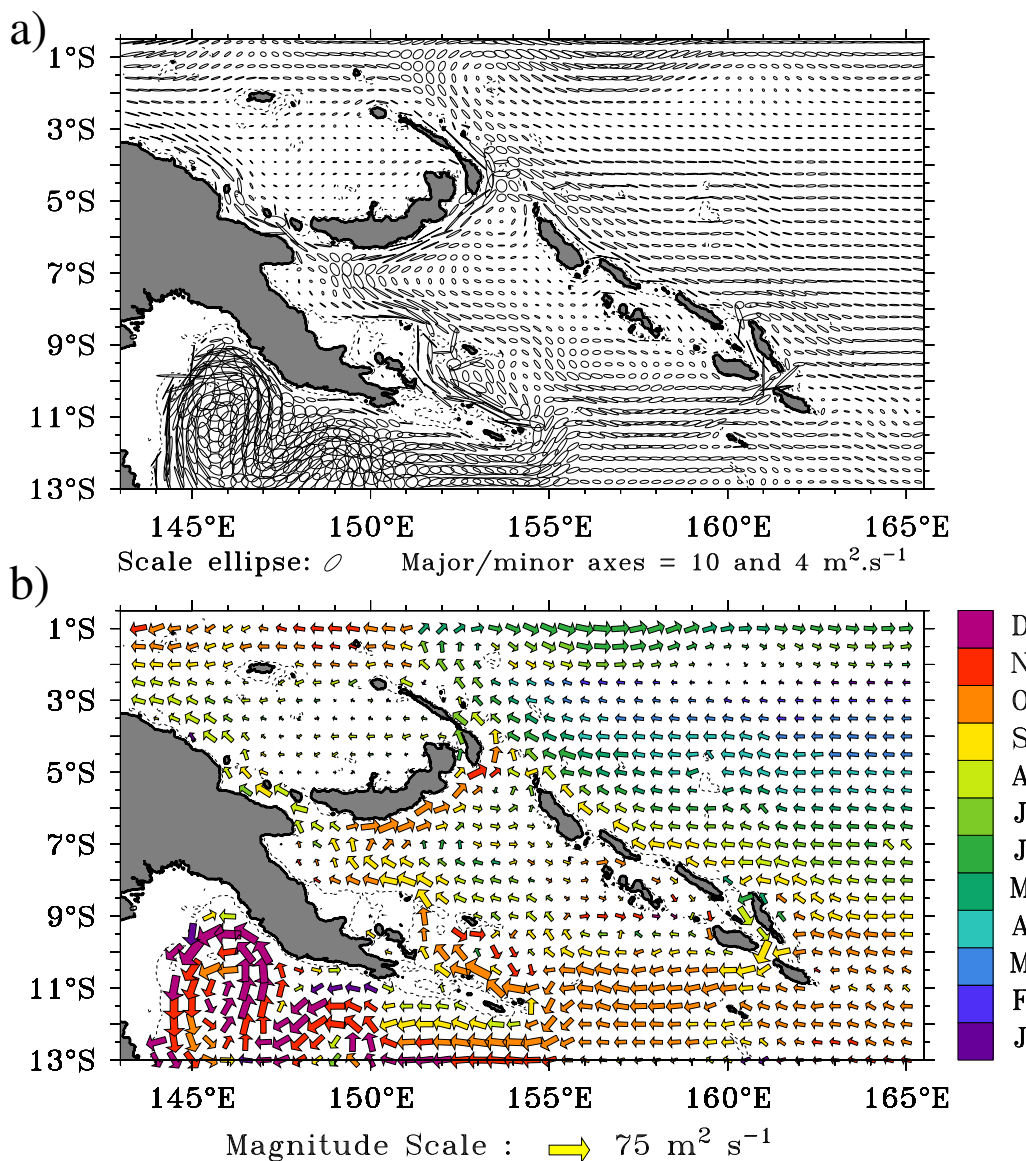 a)
1°S
3°S
5°S
7°S
9°S
11°S
13°S
145°E 150°E 155°E 160°E 165°E
Scale ellipse: Major/minor axes = 10 and 4 m².s⁻¹
b)
1°S
3°S
5°S
7°S
9°S
11°S
13°S
145°E 150°E 155°E 160°E 165°E
D
N
O
S
A
J
J
M
A
M
F
J
Magnitude Scale : 75 m² s⁻¹